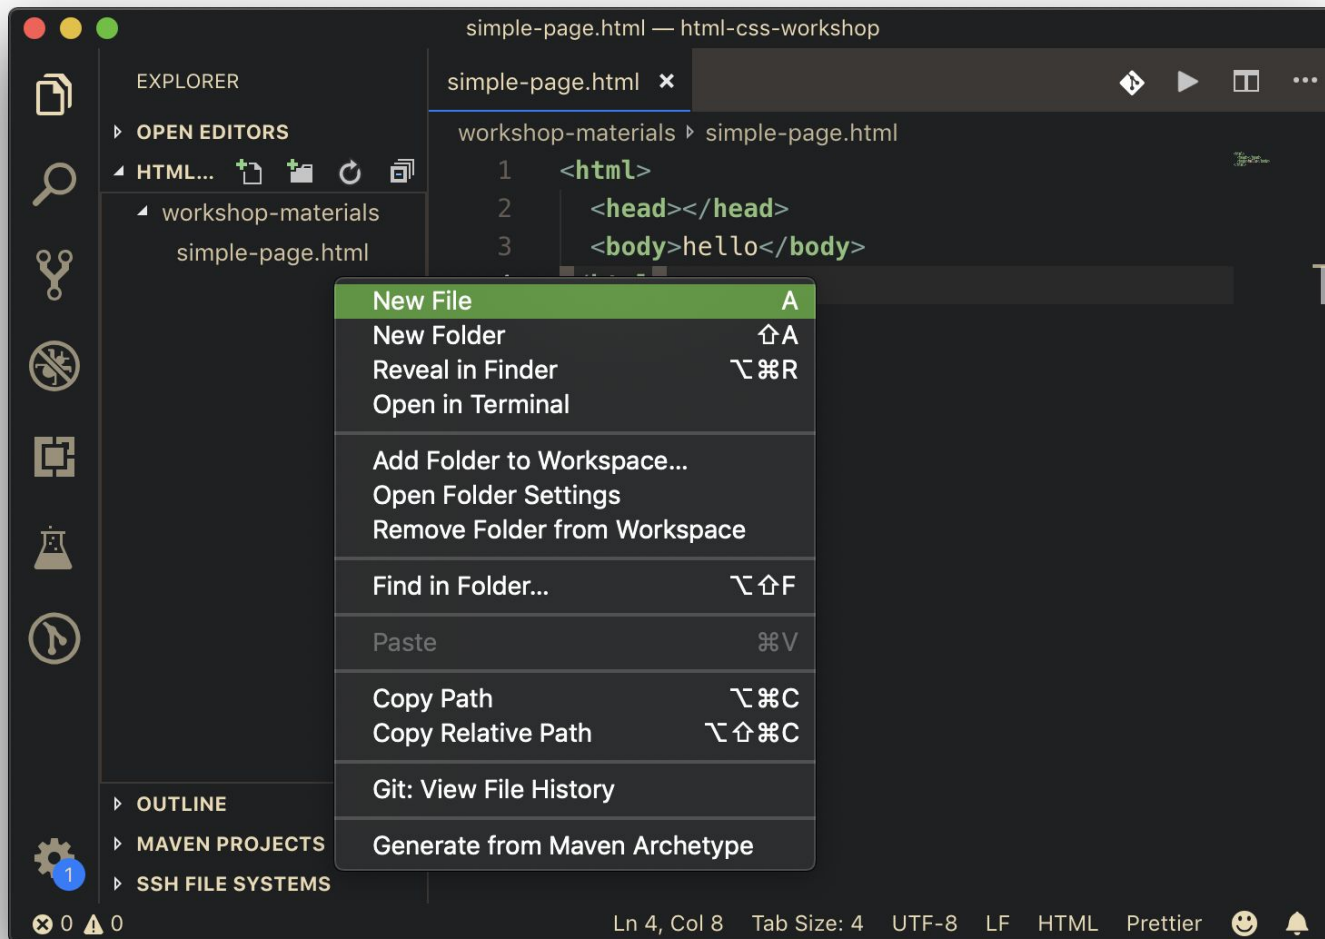 simple-page.html — html-css-workshop
EXPLORER
OPEN EDITORS
HTML...
workshop-materials
simple-page.html
OUTLINE
MAVEN PROJECTS
SSH FILE SYSTEMS
1
simple-page.html ×
workshop-materials simple-page.html
1 <html>
2 <head></head>
3 <body>hello</body>
New File A
New Folder ⇧A
Reveal in Finder ⌥⌘R
Open in Terminal
Add Folder to Workspace...
Open Folder Settings
Remove Folder from Workspace
Find in Folder... ⌥⇧F
Paste ⌘V
Copy Path ⌥⌘C
Copy Relative Path ⌥⇧⌘C
Git: View File History
Generate from Maven Archetype
0 0 Ln 4, Col 8 Tab Size: 4 UTF-8 LF HTML Prettier